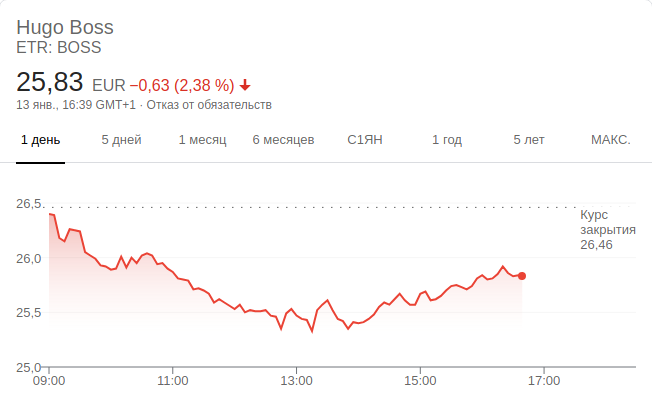 Hugo Boss
ETR: BOSS
25,83 EUR −0,63 (2,38 %)
13 янв., 16:39 GMT+1 · Отказ от обязательств
1 день 5 дней 1 месяц 6 месяцев С1ЯН 1 год 5 лет МАКС.
26,5
Курс
закрытия
26,46
26,0
25,5
25,0
09:00 11:00 13:00 15:00 17:00